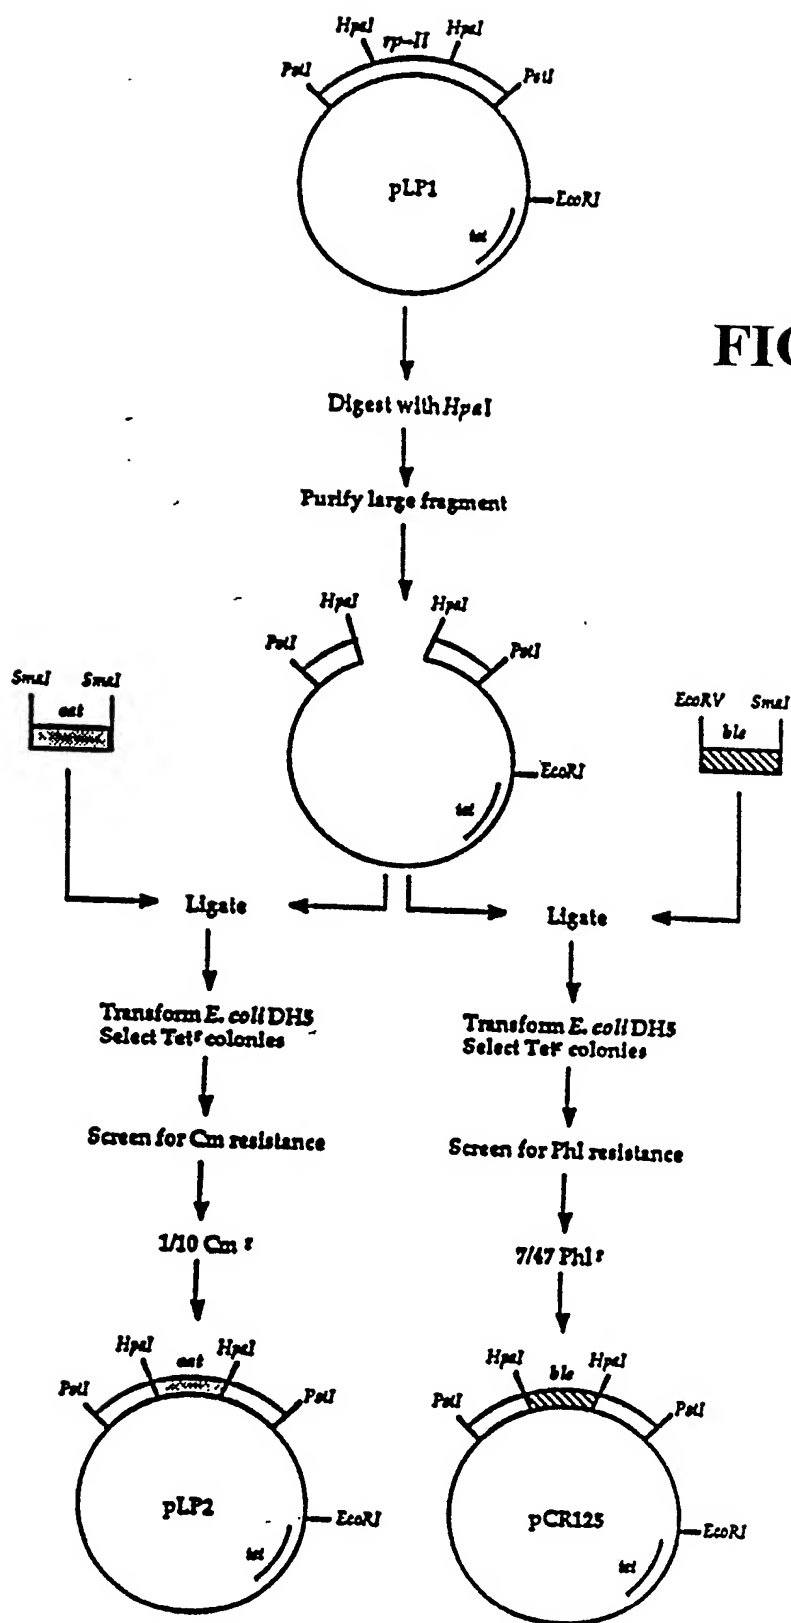 HpaI rp-II HpaI
PstI PstI
pLP1
EcoRI
tet
FIG
Digest with HpaI
Purify large fragment
HpaI HpaI
PstI PstI
SmaI SmaI
cat
EcoRV SmaI
ble
EcoRI
tet
Ligate
Ligate
Transform E. coli DH5
Select Tetr colonies
Transform E. coli DH5
Select Tetr colonies
Screen for Cm resistance
Screen for Phl resistance
1/10 Cm r
7/47 Phl r
HpaI cat HpaI
PstI PstI
pLP2
EcoRI
tet
HpaI ble HpaI
PstI PstI
pCR125
EcoRI
tet